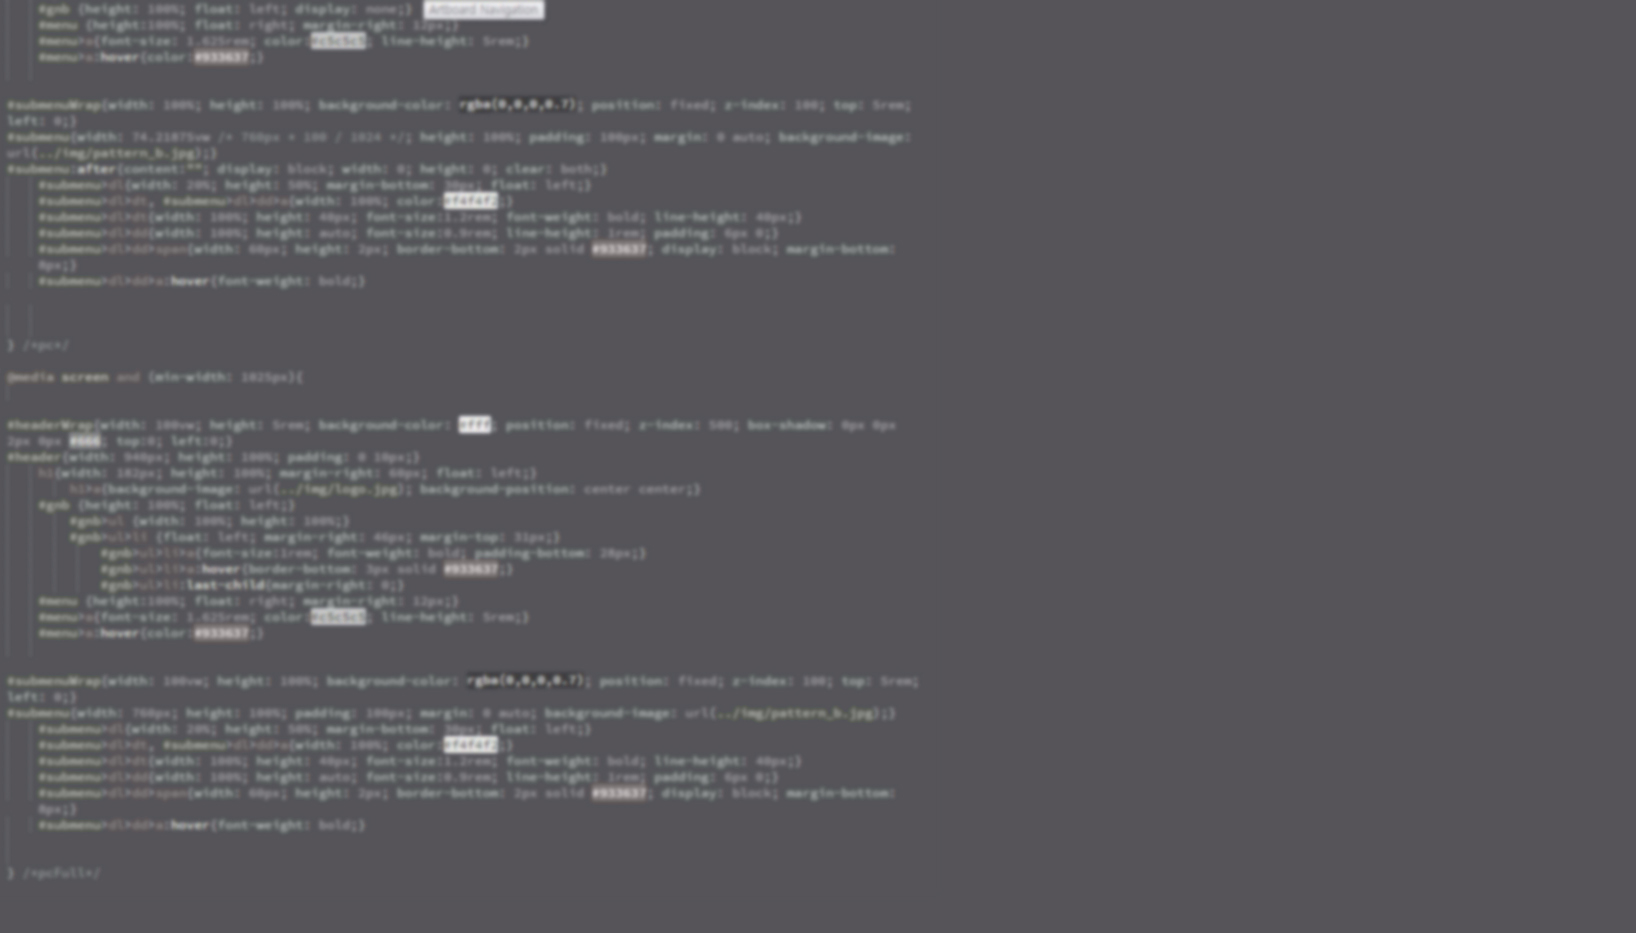 #gnb {height: 100%; float: left; display: none;} Artboard Navigation
#menu {height:100%; float: right; margin-right: 12px;}
#menu>a{font-size: 1.625rem; color:#c5c5c5; line-height: 5rem;}
#menu>a:hover{color:#933637;}
#submenuWrap{width: 100%; height: 100%; background-color: rgba(0,0,0,0.7); position: fixed; z-index: 100; top: 5rem;
left: 0;}
#submenu{width: 74.21875vw /* 760px * 100 / 1024 */; height: 100%; padding: 100px; margin: 0 auto; background-image:
url(../img/pattern_b.jpg);}
#submenu:after{content:""; display: block; width: 0; height: 0; clear: both;}
#submenu>dl{width: 20%; height: 50%; margin-bottom: 30px; float: left;}
#submenu>dl>dt, #submenu>dl>dd>a{width: 100%; color:#f4f4f2;}
#submenu>dl>dt{width: 100%; height: 40px; font-size:1.2rem; font-weight: bold; line-height: 40px;}
#submenu>dl>dd{width: 100%; height: auto; font-size:0.9rem; line-height: 1rem; padding: 6px 0;}
#submenu>dl>dd>span{width: 60px; height: 2px; border-bottom: 2px solid #933637; display: block; margin-bottom:
8px;}
#submenu>dl>dd>a:hover{font-weight: bold;}
} /*pc*/
@media screen and (min-width: 1025px){
#headerWrap{width: 100vw; height: 5rem; background-color: #fff; position: fixed; z-index: 500; box-shadow: 0px 0px
2px 0px #666; top:0; left:0;}
#header{width: 940px; height: 100%; padding: 0 10px;}
h1{width: 182px; height: 100%; margin-right: 60px; float: left;}
h1>a{background-image: url(../img/logo.jpg); background-position: center center;}
#gnb {height: 100%; float: left;}
#gnb>ul {width: 100%; height: 100%;}
#gnb>ul>li {float: left; margin-right: 46px; margin-top: 31px;}
#gnb>ul>li>a{font-size:1rem; font-weight: bold; padding-bottom: 28px;}
#gnb>ul>li>a:hover{border-bottom: 3px solid #933637;}
#gnb>ul>li:last-child{margin-right: 0;}
#menu {height:100%; float: right; margin-right: 12px;}
#menu>a{font-size: 1.625rem; color:#c5c5c5; line-height: 5rem;}
#menu>a:hover{color:#933637;}
#submenuWrap{width: 100vw; height: 100%; background-color: rgba(0,0,0,0.7); position: fixed; z-index: 100; top: 5rem;
left: 0;}
#submenu{width: 760px; height: 100%; padding: 100px; margin: 0 auto; background-image: url(../img/pattern_b.jpg);}
#submenu>dl{width: 20%; height: 50%; margin-bottom: 30px; float: left;}
#submenu>dl>dt, #submenu>dl>dd>a{width: 100%; color:#f4f4f2;}
#submenu>dl>dt{width: 100%; height: 40px; font-size:1.2rem; font-weight: bold; line-height: 40px;}
#submenu>dl>dd{width: 100%; height: auto; font-size:0.9rem; line-height: 1rem; padding: 6px 0;}
#submenu>dl>dd>span{width: 60px; height: 2px; border-bottom: 2px solid #933637; display: block; margin-bottom:
8px;}
#submenu>dl>dd>a:hover{font-weight: bold;}
} /*pcFull*/